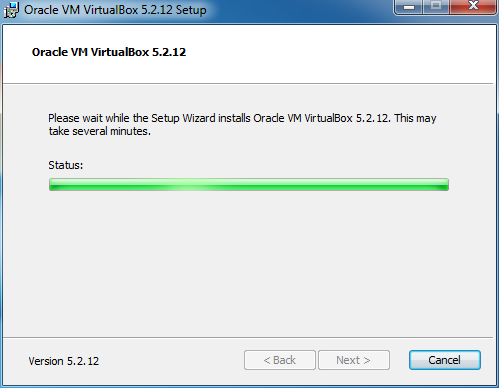 Oracle VM VirtualBox 5.2.12 Setup
Oracle VM VirtualBox 5.2.12
Please wait while the Setup Wizard installs Oracle VM VirtualBox 5.2.12. This may
take several minutes.
Status:
Version 5.2.12
< Back
Next >
Cancel